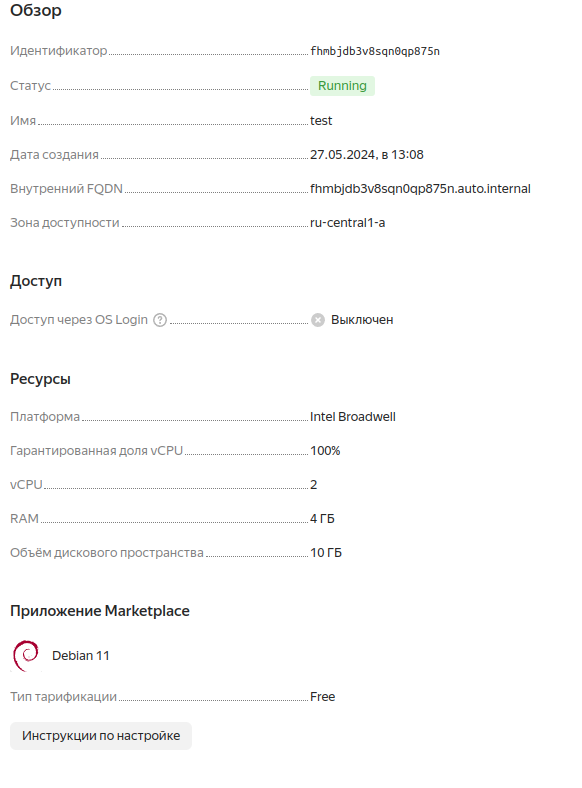 Обзор
Идентификатор fhmbjdb3v8sqn0qp875n
Статус Running
Имя test
Дата создания 27.05.2024, в 13:08
Внутренний FQDN fhmbjdb3v8sqn0qp875n.auto.internal
Зона доступности ru-central1-a
Доступ
Доступ через OS Login ? Выключен
Ресурсы
Платформа Intel Broadwell
Гарантированная доля vCPU 100%
vCPU 2
RAM 4 ГБ
Объём дискового пространства 10 ГБ
Приложение Marketplace
Debian 11
Тип тарификации Free
Инструкции по настройке